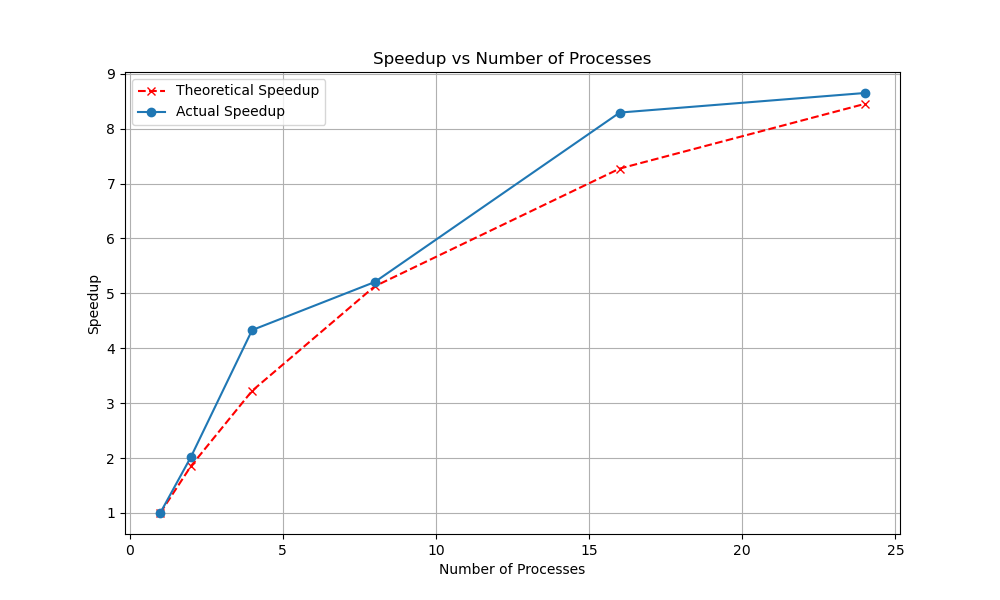 Speedup vs Number of Processes
Theoretical Speedup
Actual Speedup
9
8
7
6
5
4
3
2
1
Speedup
0 5 10 15 20 25
Number of Processes